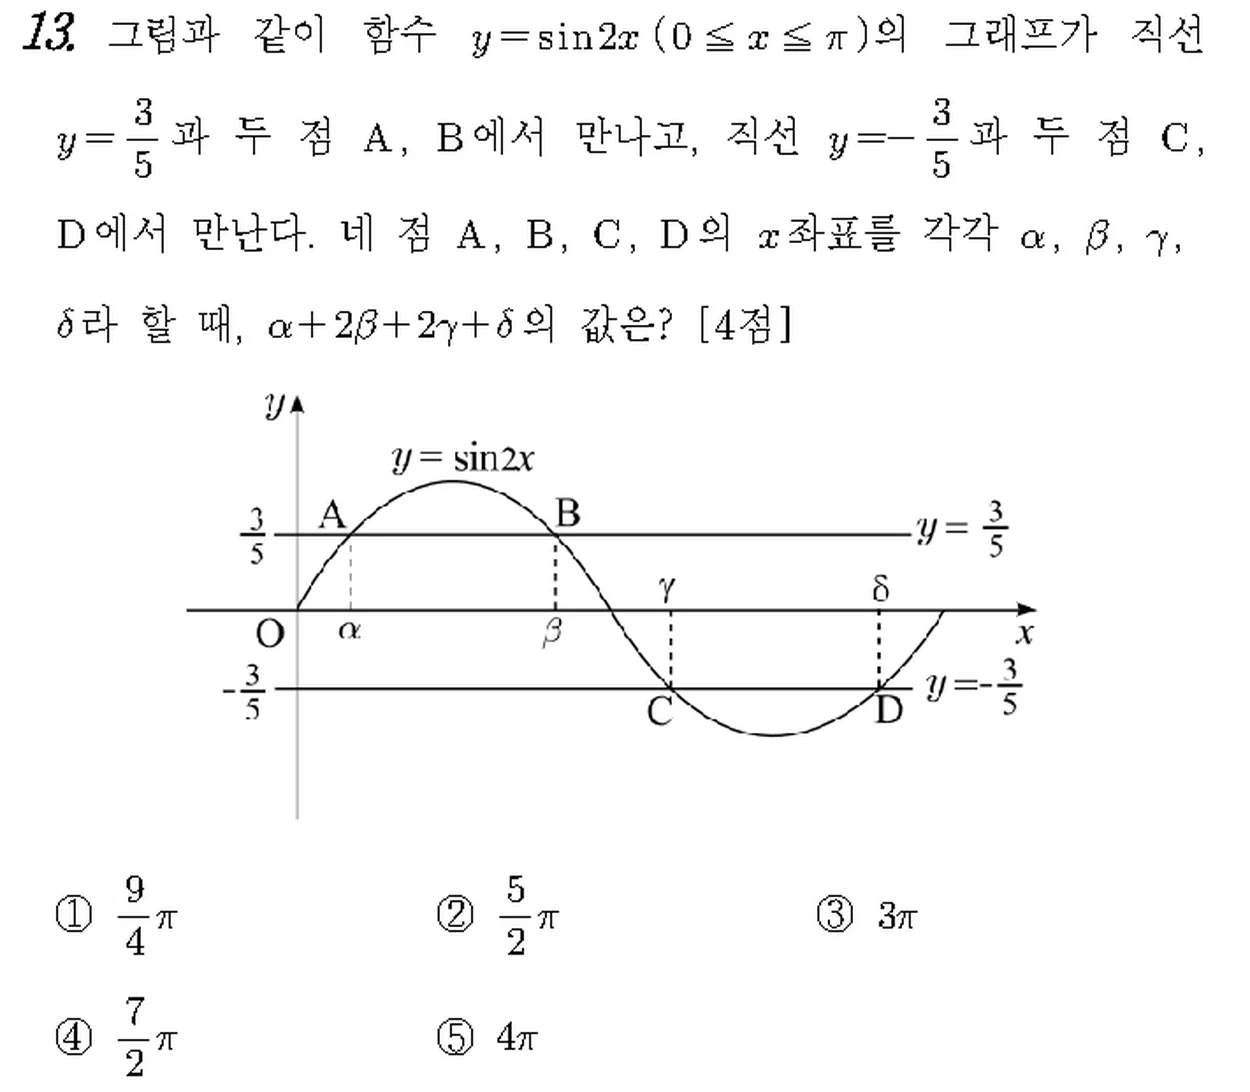 13. 그림과 같이 함수 y=sin2x (0≦x≦π)의 그래프가 직선
y=3/5과 두 점 A, B에서 만나고, 직선 y=-3/5과 두 점 C,
D에서 만난다. 네 점 A, B, C, D의 x좌표를 각각 α, β, γ,
δ라 할 때, α+2β+2γ+δ의 값은? [4점]
y
y= sin2x
3/5 A B y= 3/5
γ δ
O α β x
-3/5 C D y=-3/5
① 9/4π ② 5/2π ③ 3π
④ 7/2π ⑤ 4π